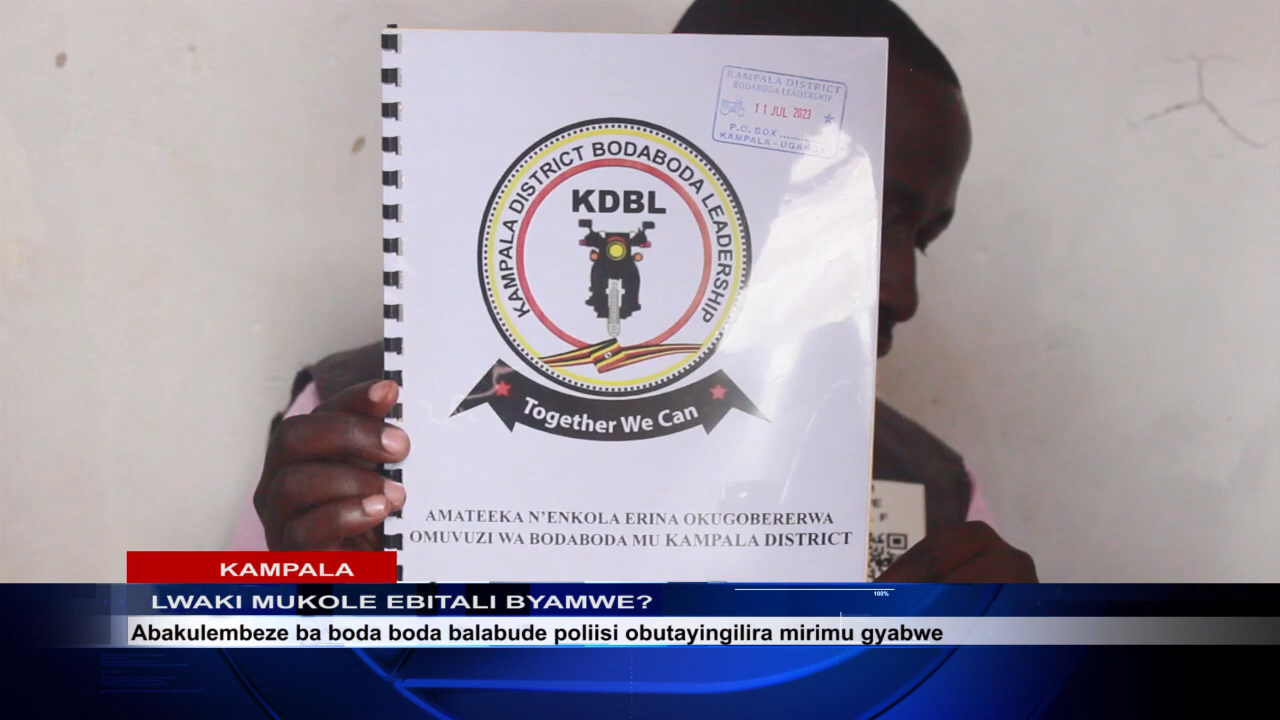 KAMPALA DISTRICT
BODABODA LEADERSHIP
11 JUL 2023
P.O. BOX ...........
KAMPALA - UGANDA
KAMPALA DISTRICT BODABODA LEADERSHIP
KDBL
Together We Can
AMATEEKA N'ENKOLA ERINA OKUGOBERERWA
OMUVUZI WA BODABODA MU KAMPALA DISTRICT
KAMPALA
LWAKI MUKOLE EBITALI BYAMWE?
100%
Abakulembeze ba boda boda balabude poliisi obutayingilira mirimu gyabwe